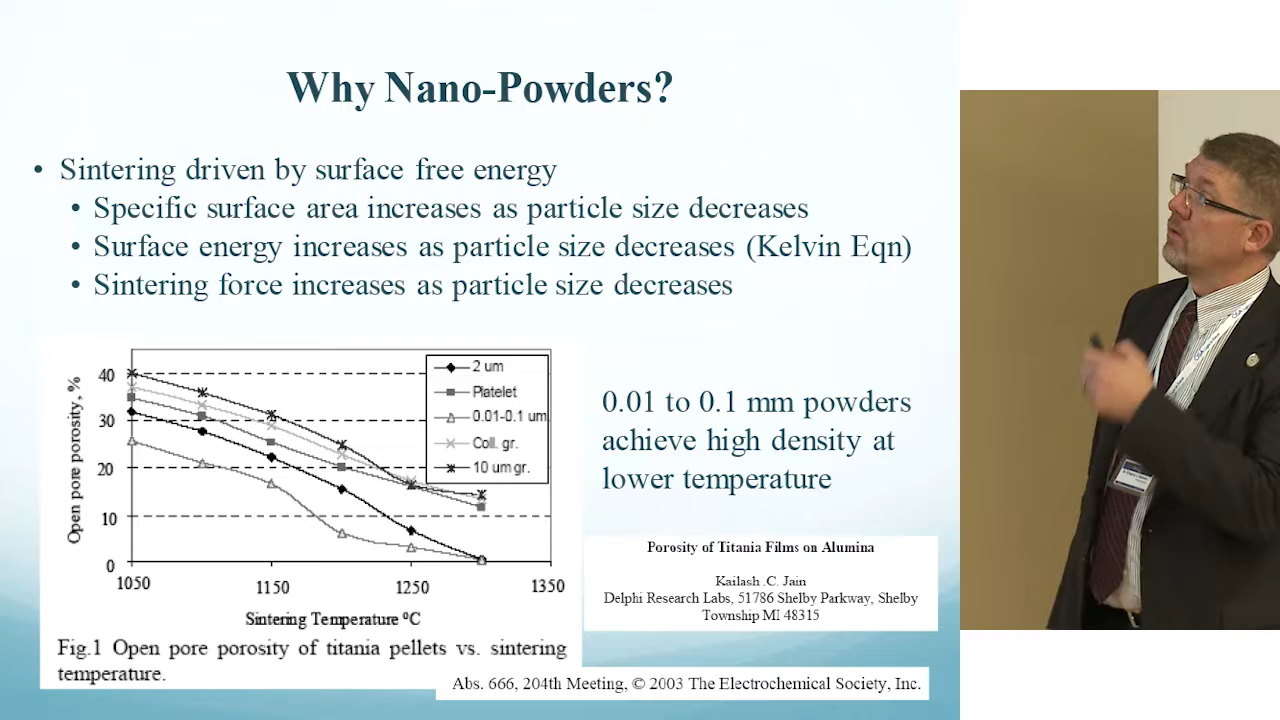 Why Nano-Powders?
• Sintering driven by surface free energy
• Specific surface area increases as particle size decreases
• Surface energy increases as particle size decreases (Kelvin Eqn)
• Sintering force increases as particle size decreases
Open pore porosity, %
40
30
20
10
0
1050
1150
1250
1350
Sintering Temperature ⁰C
2 um
Platelet
0.01-0.1 um
Coll. gr.
10 um gr.
Fig.1 Open pore porosity of titania pellets vs. sintering
temperature.
0.01 to 0.1 mm powders
achieve high density at
lower temperature
Porosity of Titania Films on Alumina
Kailash .C. Jain
Delphi Research Labs, 51786 Shelby Parkway, Shelby
Township MI 48315
Abs. 666, 204th Meeting, © 2003 The Electrochemical Society, Inc.